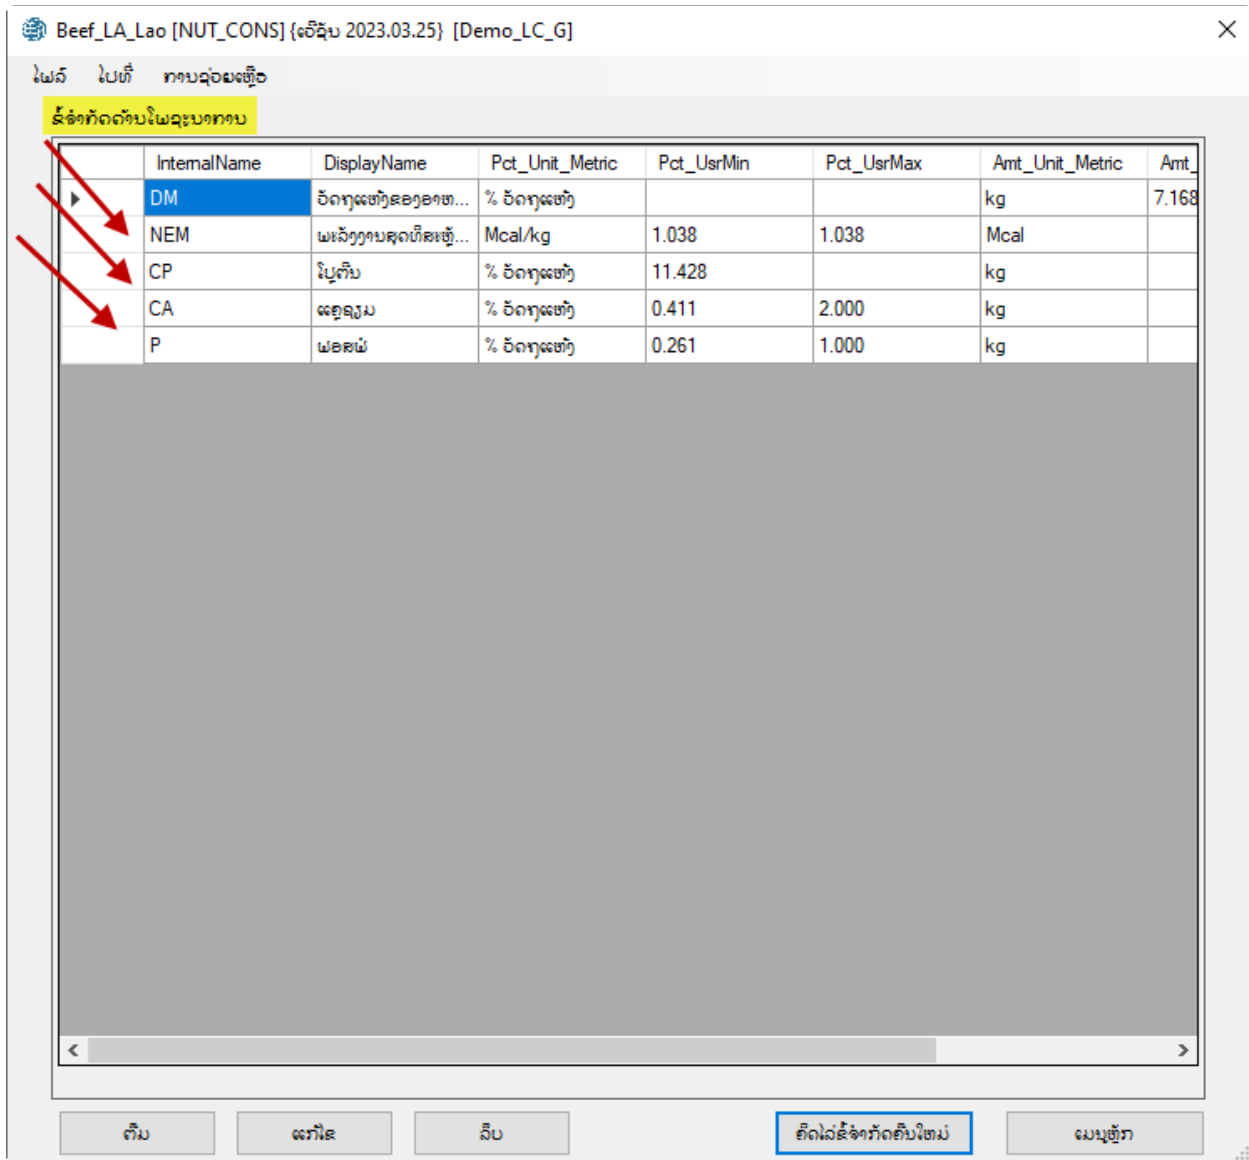 Beef_LA_Lao [NUT_CONS] {ເວີຊັນ 2023.03.25} [Demo_LC_G]
ໄຟລ໌ ໄປທີ່ ການຊ່ວຍເຫຼືອ
ຂໍ້ຈຳກັດດ້ານໂພຊະນາການ
InternalName DisplayName Pct_Unit_Metric Pct_UsrMin Pct_UsrMax Amt_Unit_Metric Amt_
DM ວັດຖຸແຫ້ງຂອງອາຫ... % ວັດຖຸແຫ້ງ kg 7.168
NEM ພະລັງງານສຸດທິສະຫຼັ... Mcal/kg 1.038 1.038 Mcal
CP ໂປຼຕີນ % ວັດຖຸແຫ້ງ 11.428 kg
CA ແຄຼຊຽມ % ວັດຖຸແຫ້ງ 0.411 2.000 kg
P ຟອສຟໍ % ວັດຖຸແຫ້ງ 0.261 1.000 kg
ຕື່ມ ແກ້ໄຂ ລຶບ ຄິດໄລ່ຂໍ້ຈຳກັດຄືນໃຫມ່ ເມນູຫຼັກ